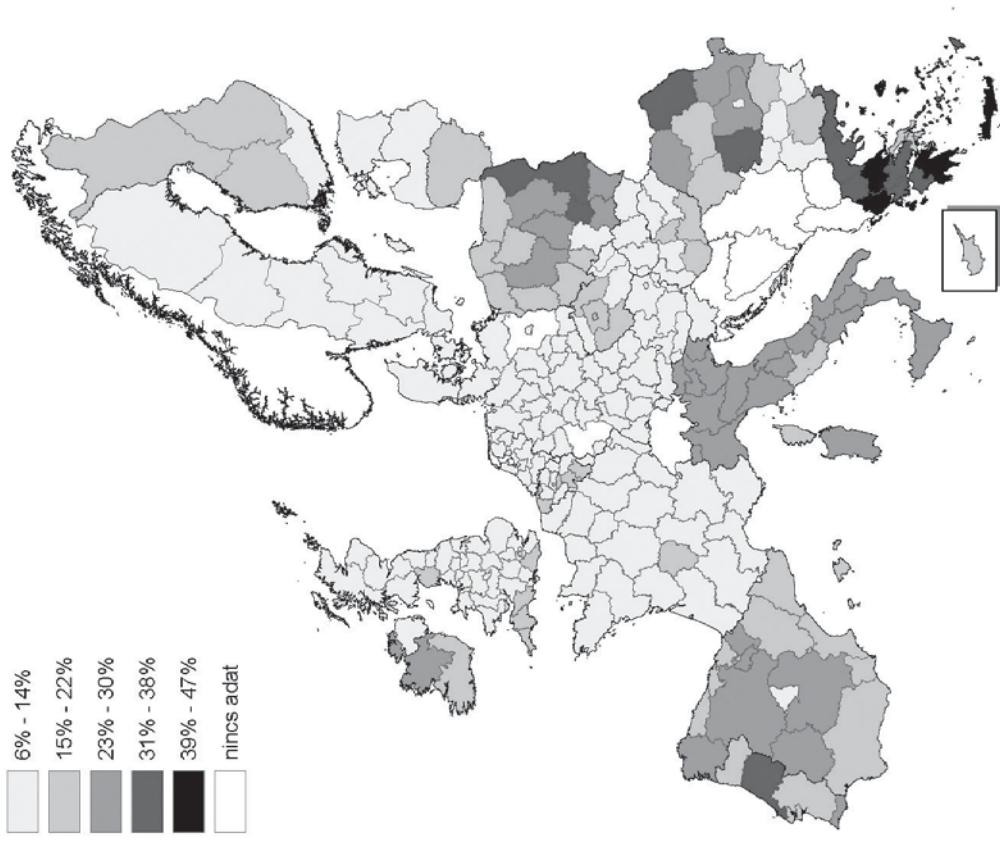 6% - 14%
15% - 22%
23% - 30%
31% - 38%
39% - 47%
nincs adat